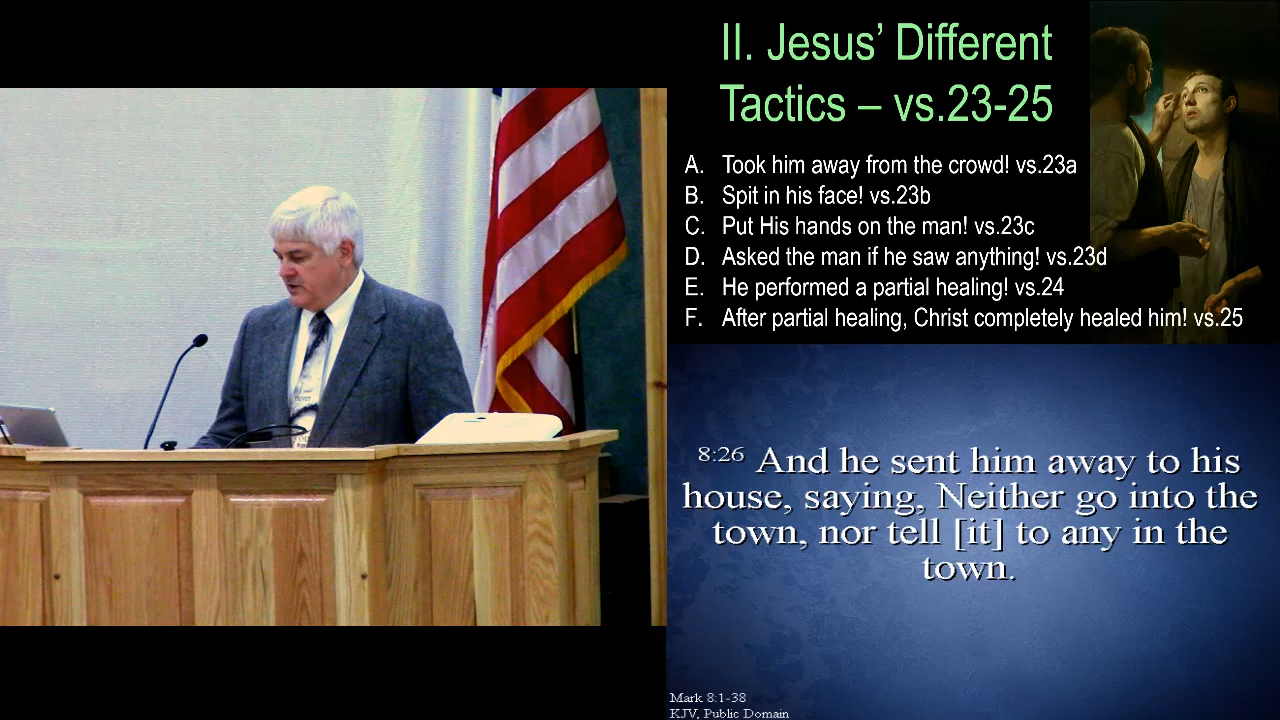 II. Jesus’ Different
Tactics – vs.23-25
A. Took him away from the crowd! vs.23a
B. Spit in his face! vs.23b
C. Put His hands on the man! vs.23c
D. Asked the man if he saw anything! vs.23d
E. He performed a partial healing! vs.24
F. After partial healing, Christ completely healed him! vs.25
8:26 And he sent him away to his
house, saying, Neither go into the
town, nor tell [it] to any in the
town.
Mark 8:1-38
KJV, Public Domain